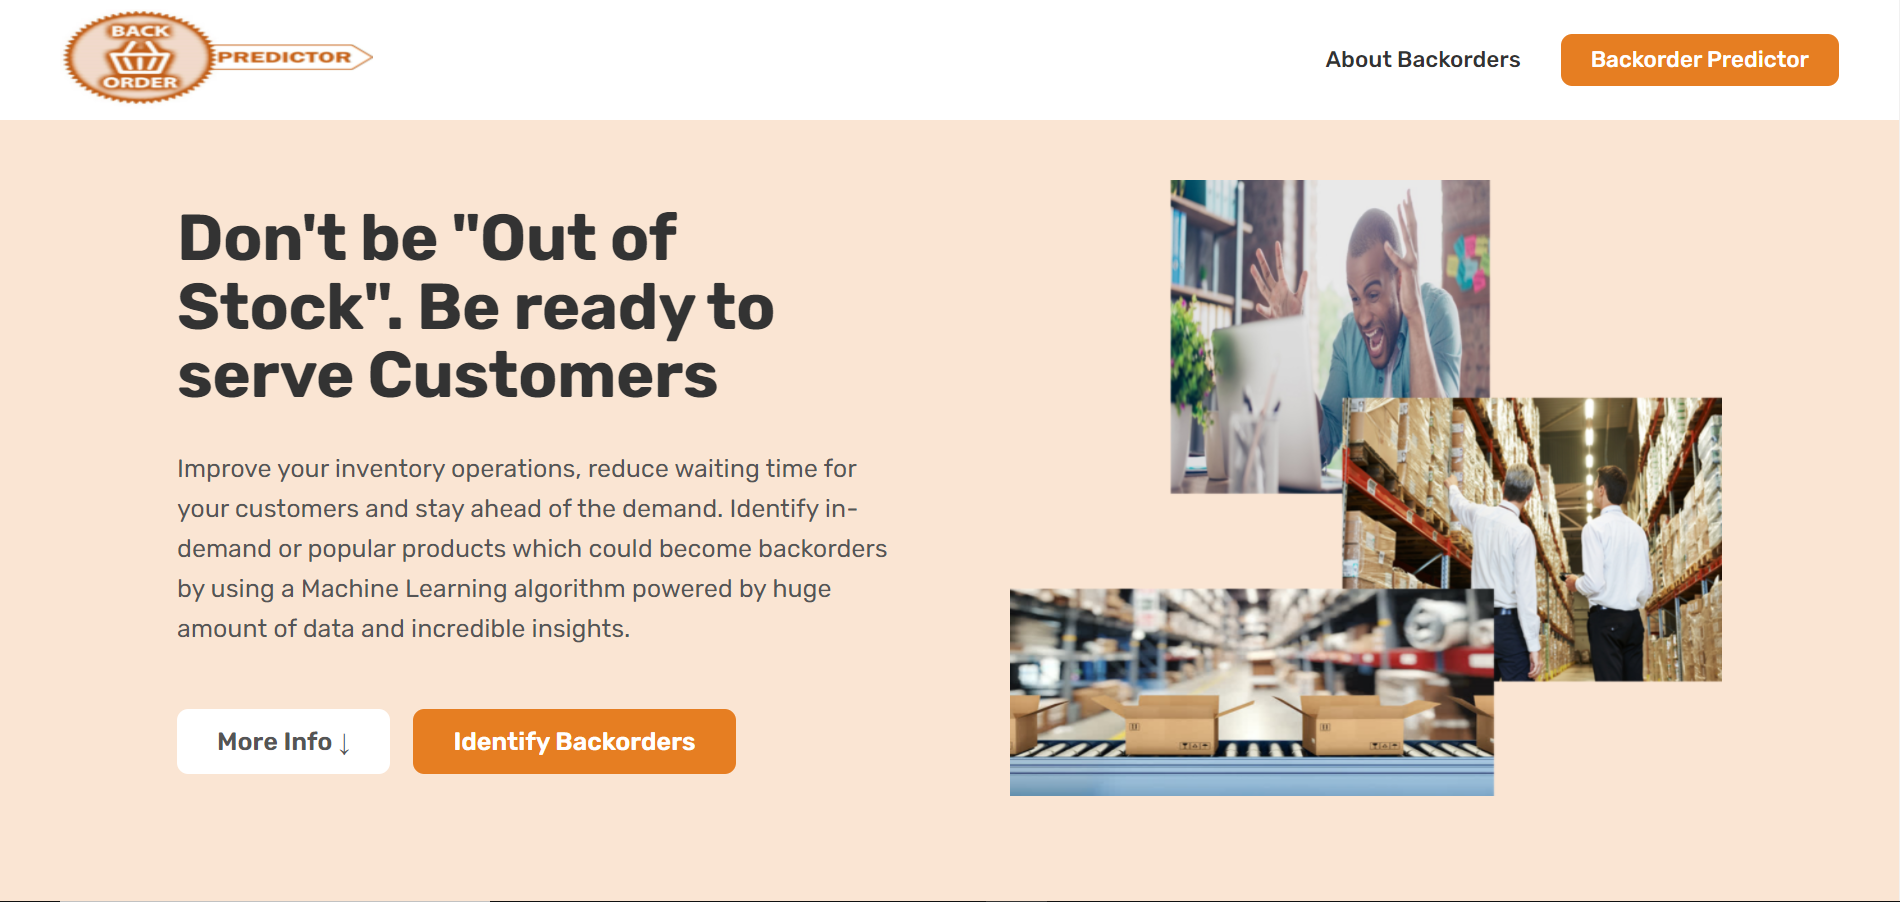 BACK
ORDER
PREDICTOR
About Backorders
Backorder Predictor
Don't be "Out of
Stock". Be ready to
serve Customers
Improve your inventory operations, reduce waiting time for
your customers and stay ahead of the demand. Identify in-
demand or popular products which could become backorders
by using a Machine Learning algorithm powered by huge
amount of data and incredible insights.
More Info ↓
Identify Backorders